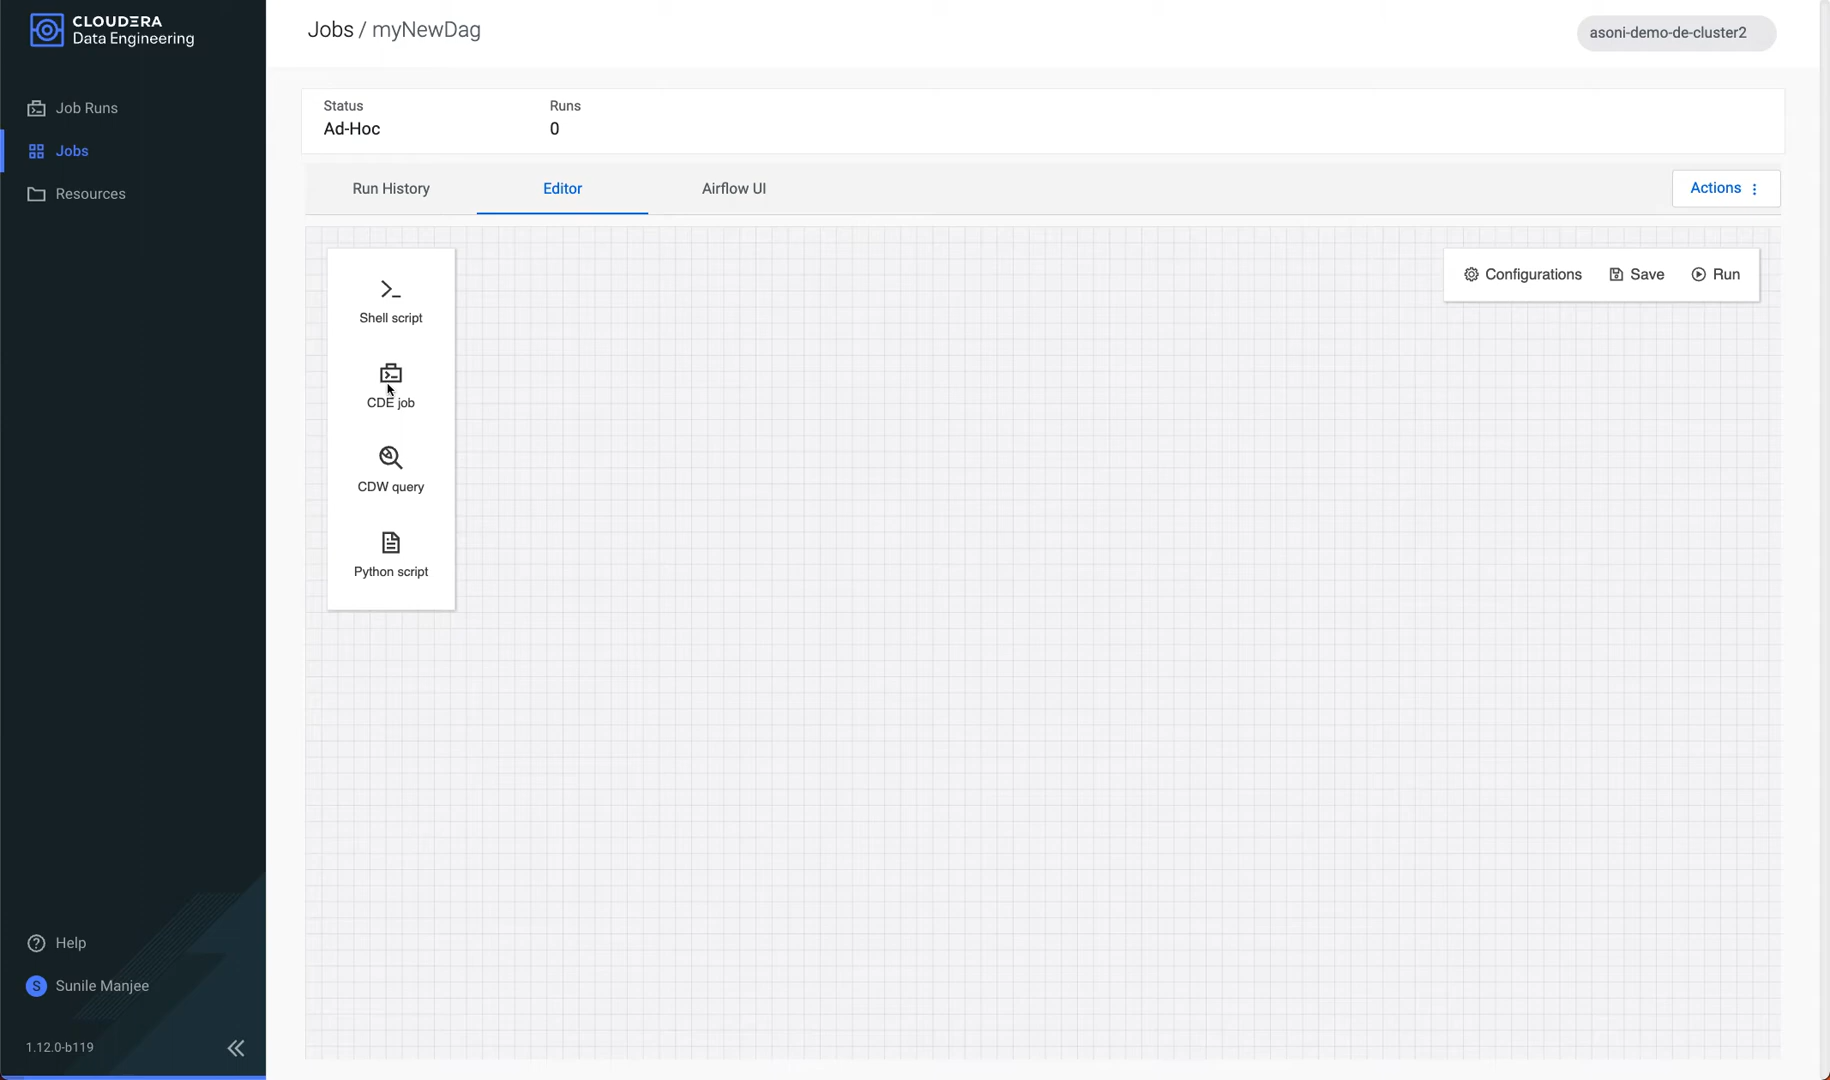 CLOUDERA
Data Engineering
Jobs / myNewDag
asoni-demo-de-cluster2
Job Runs
Jobs
Resources
Status
Ad-Hoc
Runs
0
Run History
Editor
Airflow UI
Actions
Shell script
CDE job
CDW query
Python script
Configurations
Save
Run
Help
S
Sunile Manjee
1.12.0-b119